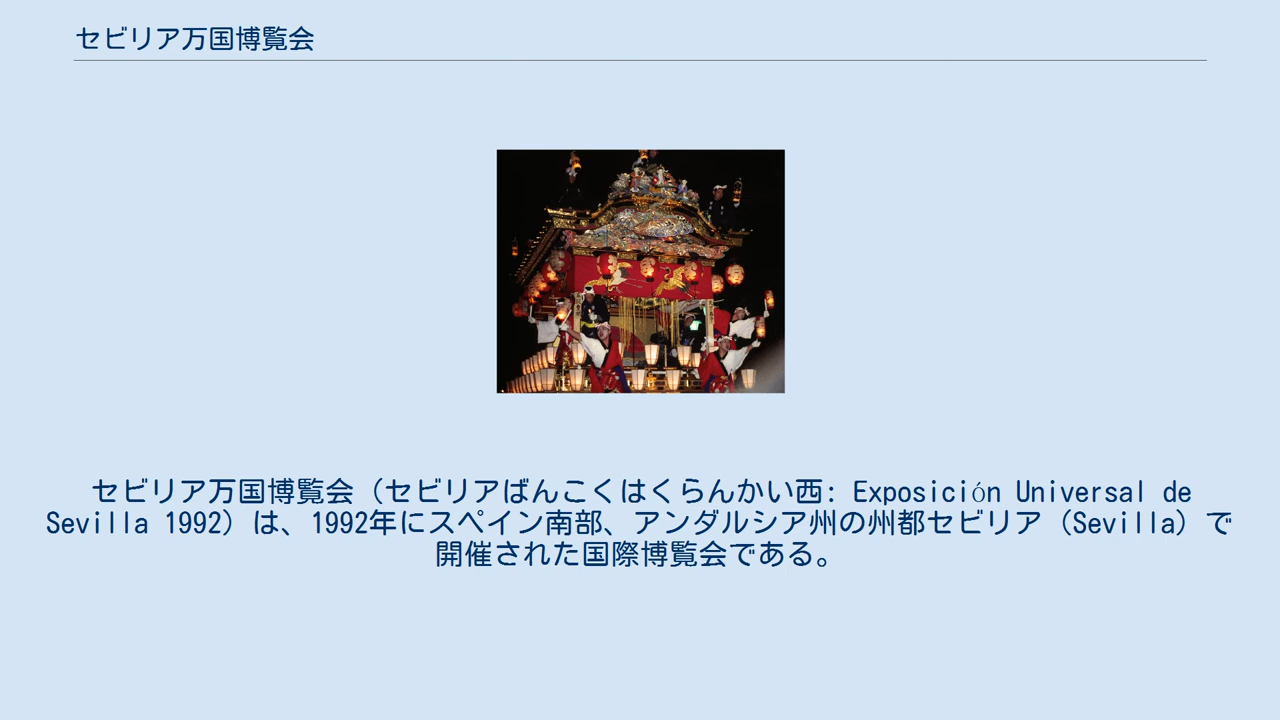 セビリア万国博覧会
セビリア万国博覧会（セビリアばんこくはくらんかい西: Exposición Universal de
Sevilla 1992）は、1992年にスペイン南部、アンダルシア州の州都セビリア（Sevilla）で
開催された国際博覧会である。